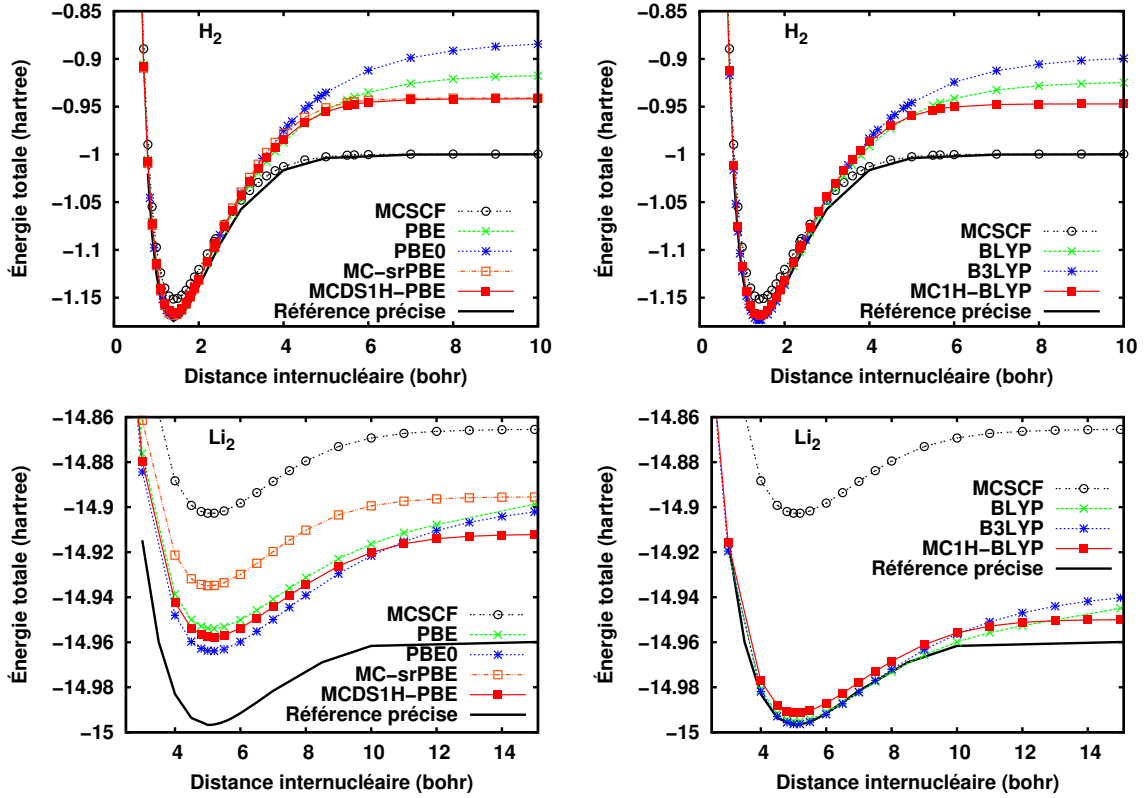 H2
Énergie totale (hartree)
−0.85
−0.9
−0.95
−1
−1.05
−1.1
−1.15
MCSCF
PBE
PBE0
MC−srPBE
MCDS1H−PBE
Référence précise
0 2 4 6 8 10
Distance internucléaire (bohr)
H2
Énergie totale (hartree)
−0.85
−0.9
−0.95
−1
−1.05
−1.1
−1.15
MCSCF
BLYP
B3LYP
MC1H−BLYP
Référence précise
0 2 4 6 8 10
Distance internucléaire (bohr)
Li2
Énergie totale (hartree)
−14.86
−14.88
−14.9
−14.92
−14.94
−14.96
−14.98
−15
MCSCF
PBE
PBE0
MC−srPBE
MCDS1H−PBE
Référence précise
4 6 8 10 12 14
Distance internucléaire (bohr)
Li2
Énergie totale (hartree)
−14.86
−14.88
−14.9
−14.92
−14.94
−14.96
−14.98
−15
MCSCF
BLYP
B3LYP
MC1H−BLYP
Référence précise
4 6 8 10 12 14
Distance internucléaire (bohr)